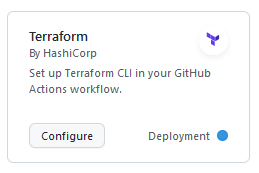 Terraform
By HashiCorp
Set up Terraform CLI in your GitHub
Actions workflow.
Configure
Deployment